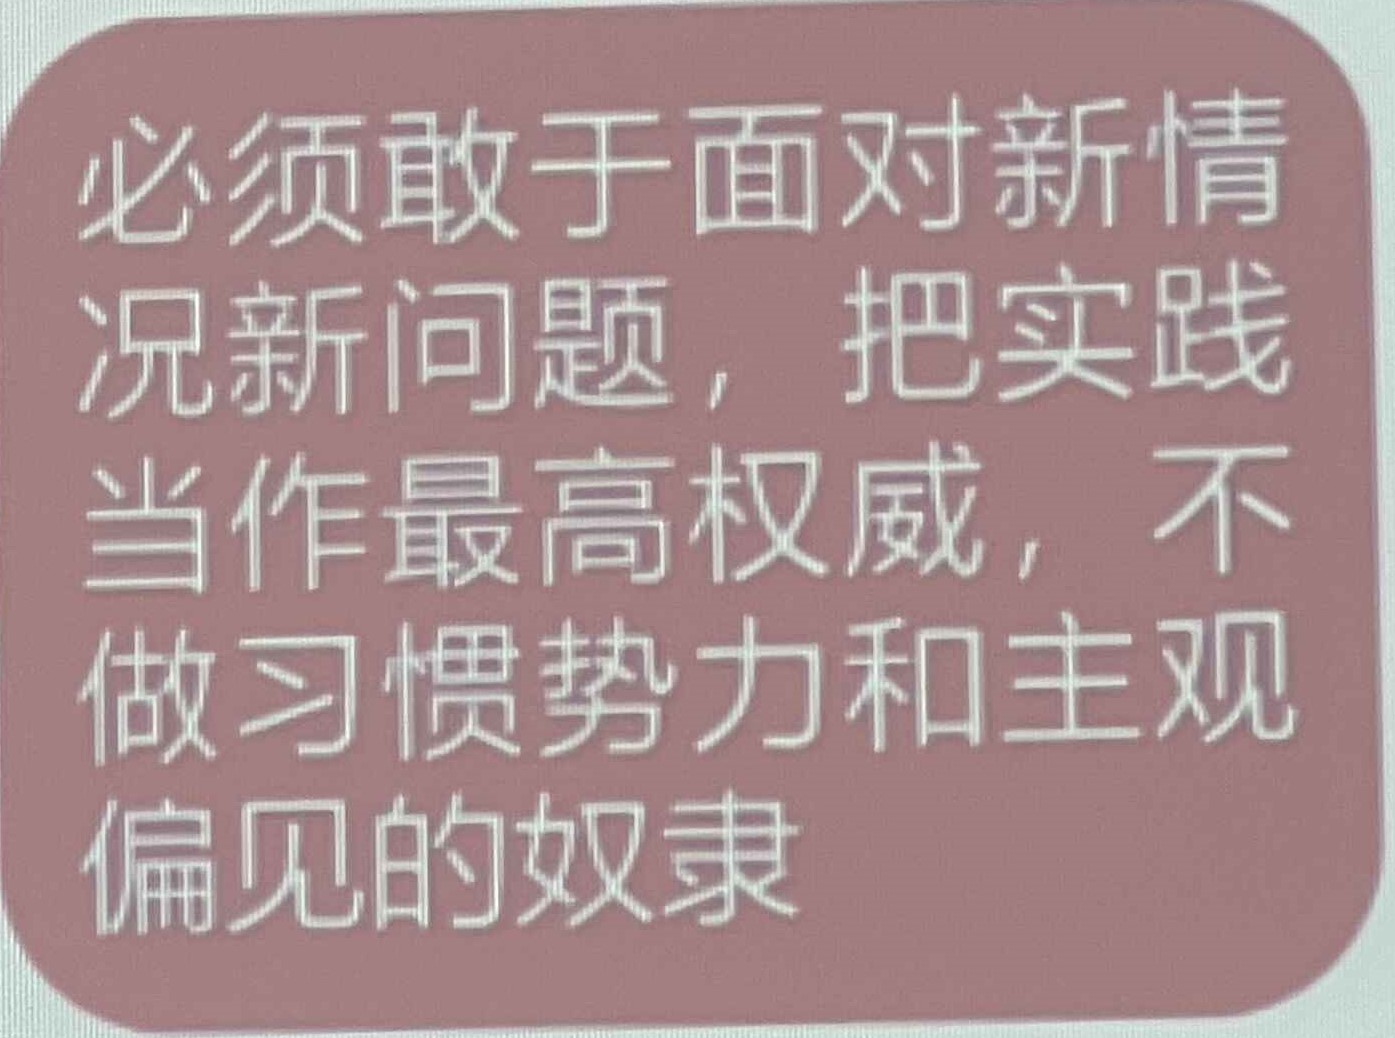 必须敢于面对新情
况新问题，把实践
当作最高权威，不
做习惯势力和主观
偏见的奴隶